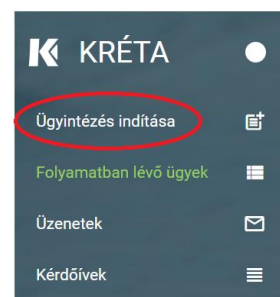 KRÉTA
Ügyintézés indítása
Folyamatban lévő ügyek
Üzenetek
Kérdőívek